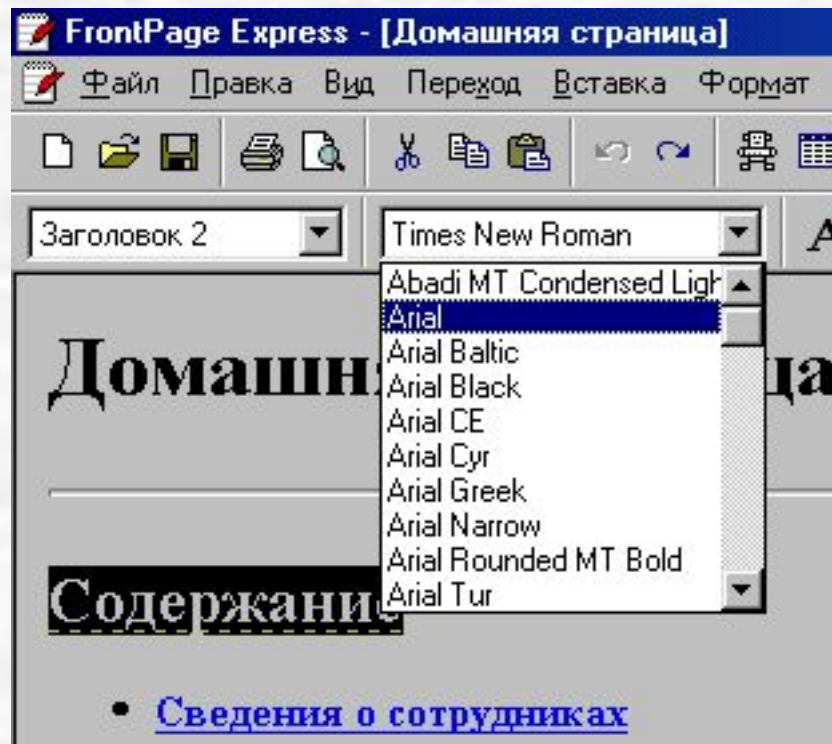 FrontPage Express - [Домашняя страница]
Файл Правка Вид Переход Вставка Формат
Заголовок 2 Times New Roman A
Abadi MT Condensed Ligh
Arial
Arial Baltic
Arial Black
Arial CE
Arial Cyr
Arial Greek
Arial Narrow
Arial Rounded MT Bold
Arial Tur
Домашн ца
Содержание
Сведения о сотрудниках